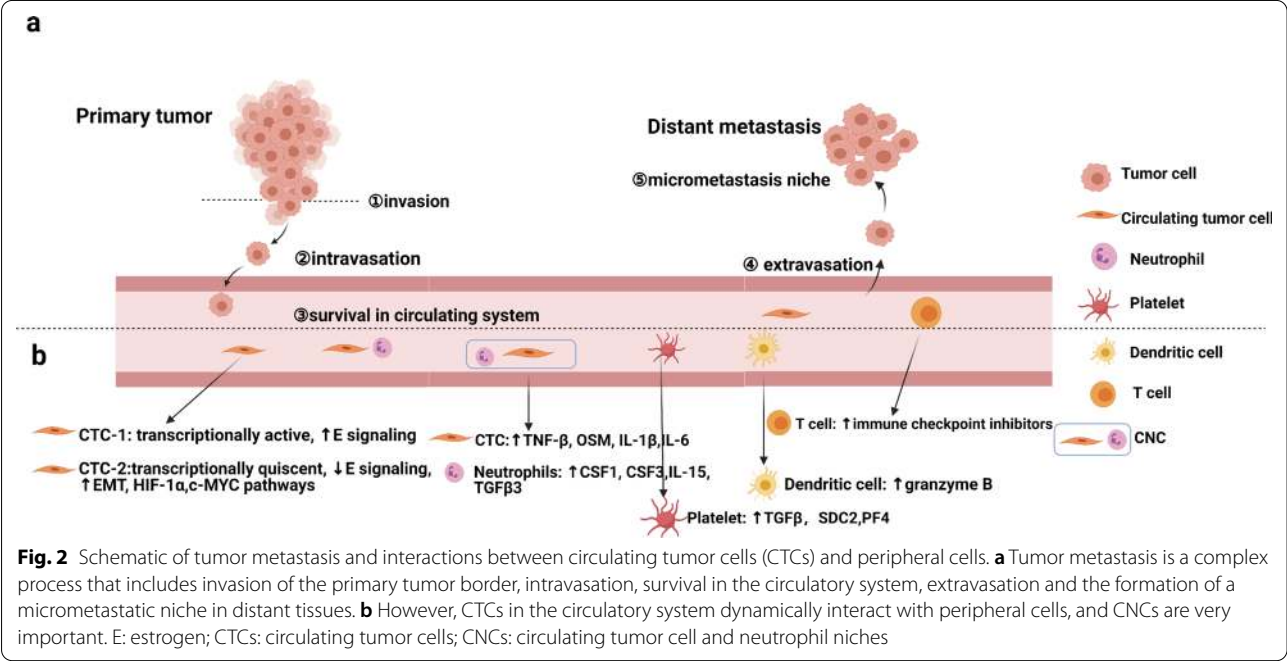 a
Primary tumor
Distant metastasis
①invasion
⑤micrometastasis niche
②intravasation
④ extravasation
③survival in circulating system
Tumor cell
Circulating tumor cell
Neutrophil
Platelet
Dendritic cell
T cell
CNC
b
CTC-1: transcriptionally active, ↑E signaling
CTC-2:transcriptionally quiscent, ↓E signaling,
↑EMT, HIF-1α,c-MYC pathways
CTC:↑TNF-β, OSM, IL-1β,IL-6
Neutrophils: ↑CSF1, CSF3,IL-15,
TGFβ3
T cell: ↑immune checkpoint inhibitors
Dendritic cell: ↑granzyme B
Platelet: ↑TGFβ, SDC2,PF4
Fig. 2 Schematic of tumor metastasis and interactions between circulating tumor cells (CTCs) and peripheral cells. a Tumor metastasis is a complex
process that includes invasion of the primary tumor border, intravasation, survival in the circulatory system, extravasation and the formation of a
micrometastatic niche in distant tissues. b However, CTCs in the circulatory system dynamically interact with peripheral cells, and CNCs are very
important. E: estrogen; CTCs: circulating tumor cells; CNCs: circulating tumor cell and neutrophil niches